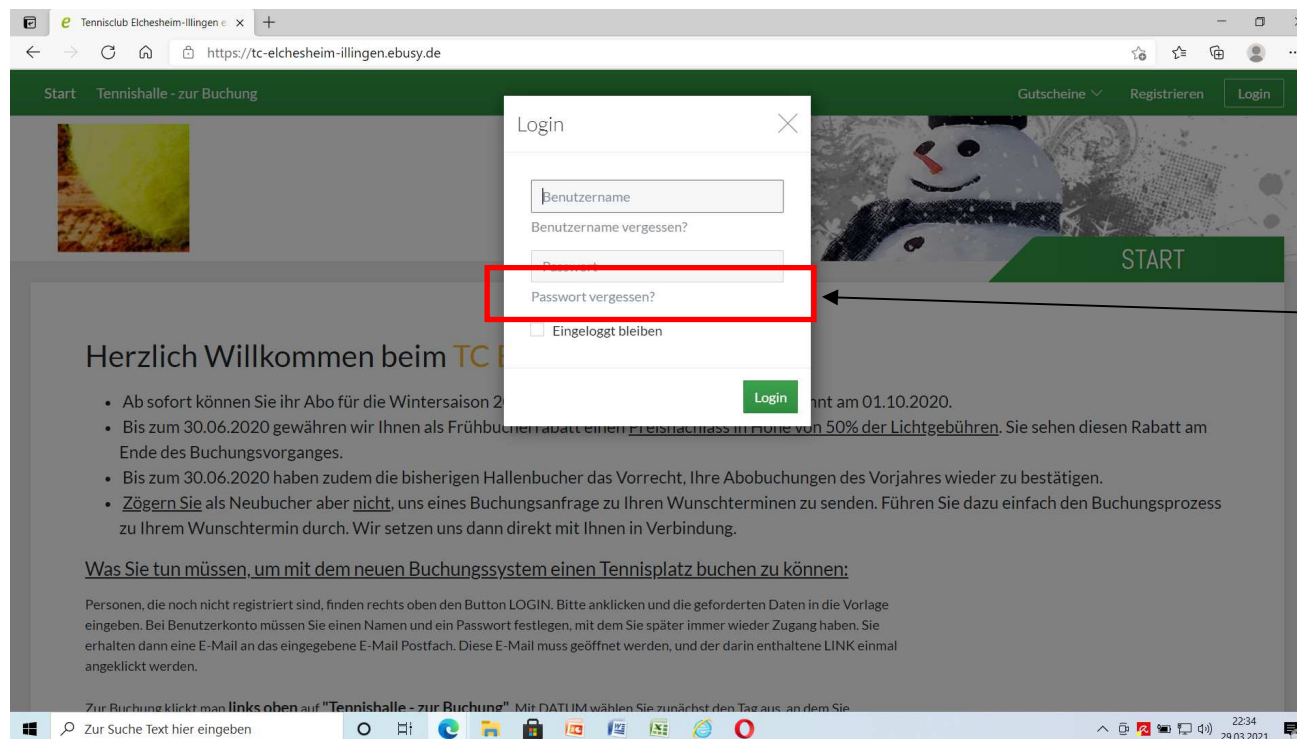 Tennisclub Elchesheim-Illingen e
https://tc-elchesheim-illingen.ebusy.de
Start Tennishalle - zur Buchung Gutscheine Registrieren Login
Login
Benutzername
Benutzername vergessen?
Passwort
Passwort vergessen?
Eingeloggt bleiben
Login
START
Herzlich Willkommen beim TC
Ab sofort können Sie ihr Abo für die Wintersaison 2 nnt am 01.10.2020.
Bis zum 30.06.2020 gewähren wir Ihnen als Frühbucherrabatt einen Preisnachlass in Höhe von 50% der Lichtgebühren. Sie sehen diesen Rabatt am
Ende des Buchungsvorganges.
Bis zum 30.06.2020 haben zudem die bisherigen Hallenbucher das Vorrecht, Ihre Abobuchungen des Vorjahres wieder zu bestätigen.
Zögern Sie als Neubucher aber nicht, uns eines Buchungsanfrage zu Ihren Wunschterminen zu senden. Führen Sie dazu einfach den Buchungsprozess
zu Ihrem Wunschtermin durch. Wir setzen uns dann direkt mit Ihnen in Verbindung.
Was Sie tun müssen, um mit dem neuen Buchungssystem einen Tennisplatz buchen zu können:
Personen, die noch nicht registriert sind, finden rechts oben den Button LOGIN. Bitte anklicken und die geforderten Daten in die Vorlage
eingeben. Bei Benutzerkonto müssen Sie einen Namen und ein Passwort festlegen, mit dem Sie später immer wieder Zugang haben. Sie
erhalten dann eine E-Mail an das eingegebene E-Mail Postfach. Diese E-Mail muss geöffnet werden, und der darin enthaltene LINK einmal
angeklickt werden.
Zur Buchung klickt man links oben auf "Tennishalle - zur Buchung". Mit DATUM wählen Sie zunächst den Tag aus, an dem Sie
Zur Suche Text hier eingeben
22:34
29.03.2021